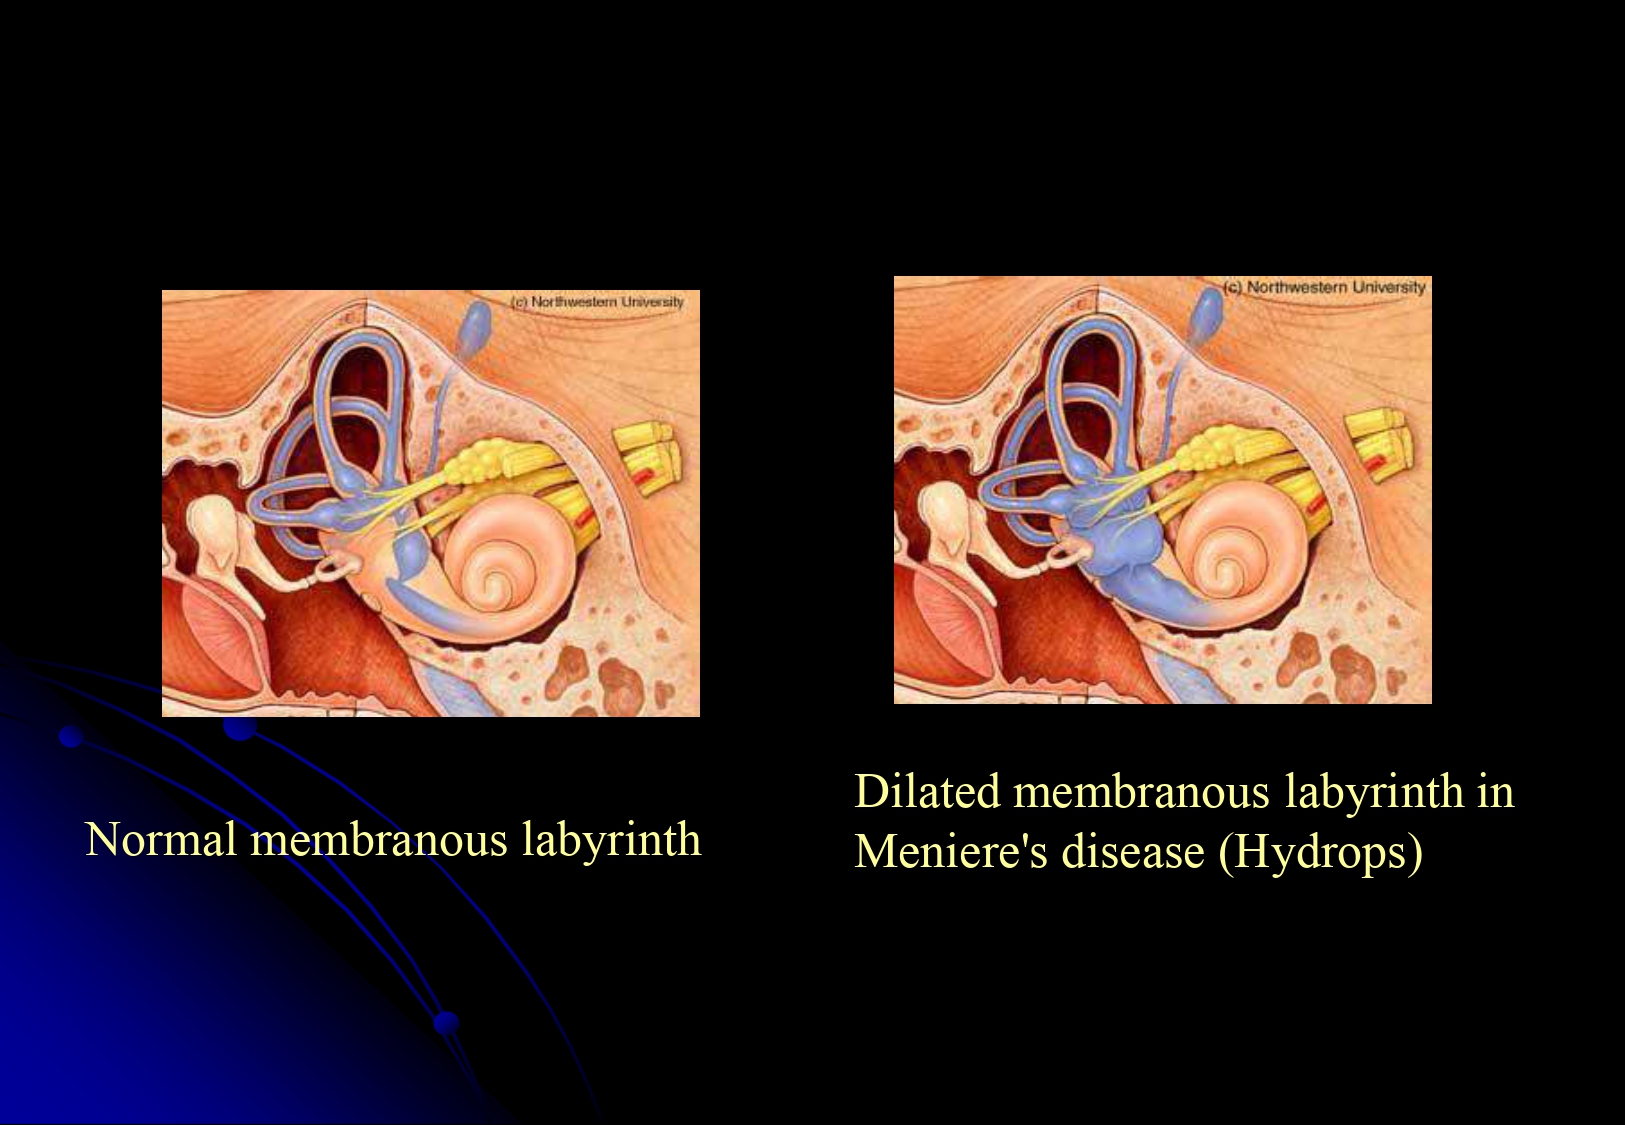 (c) Northwestern University
(c) Northwestern University
Normal membranous labyrinth
Dilated membranous labyrinth in
Meniere's disease (Hydrops)